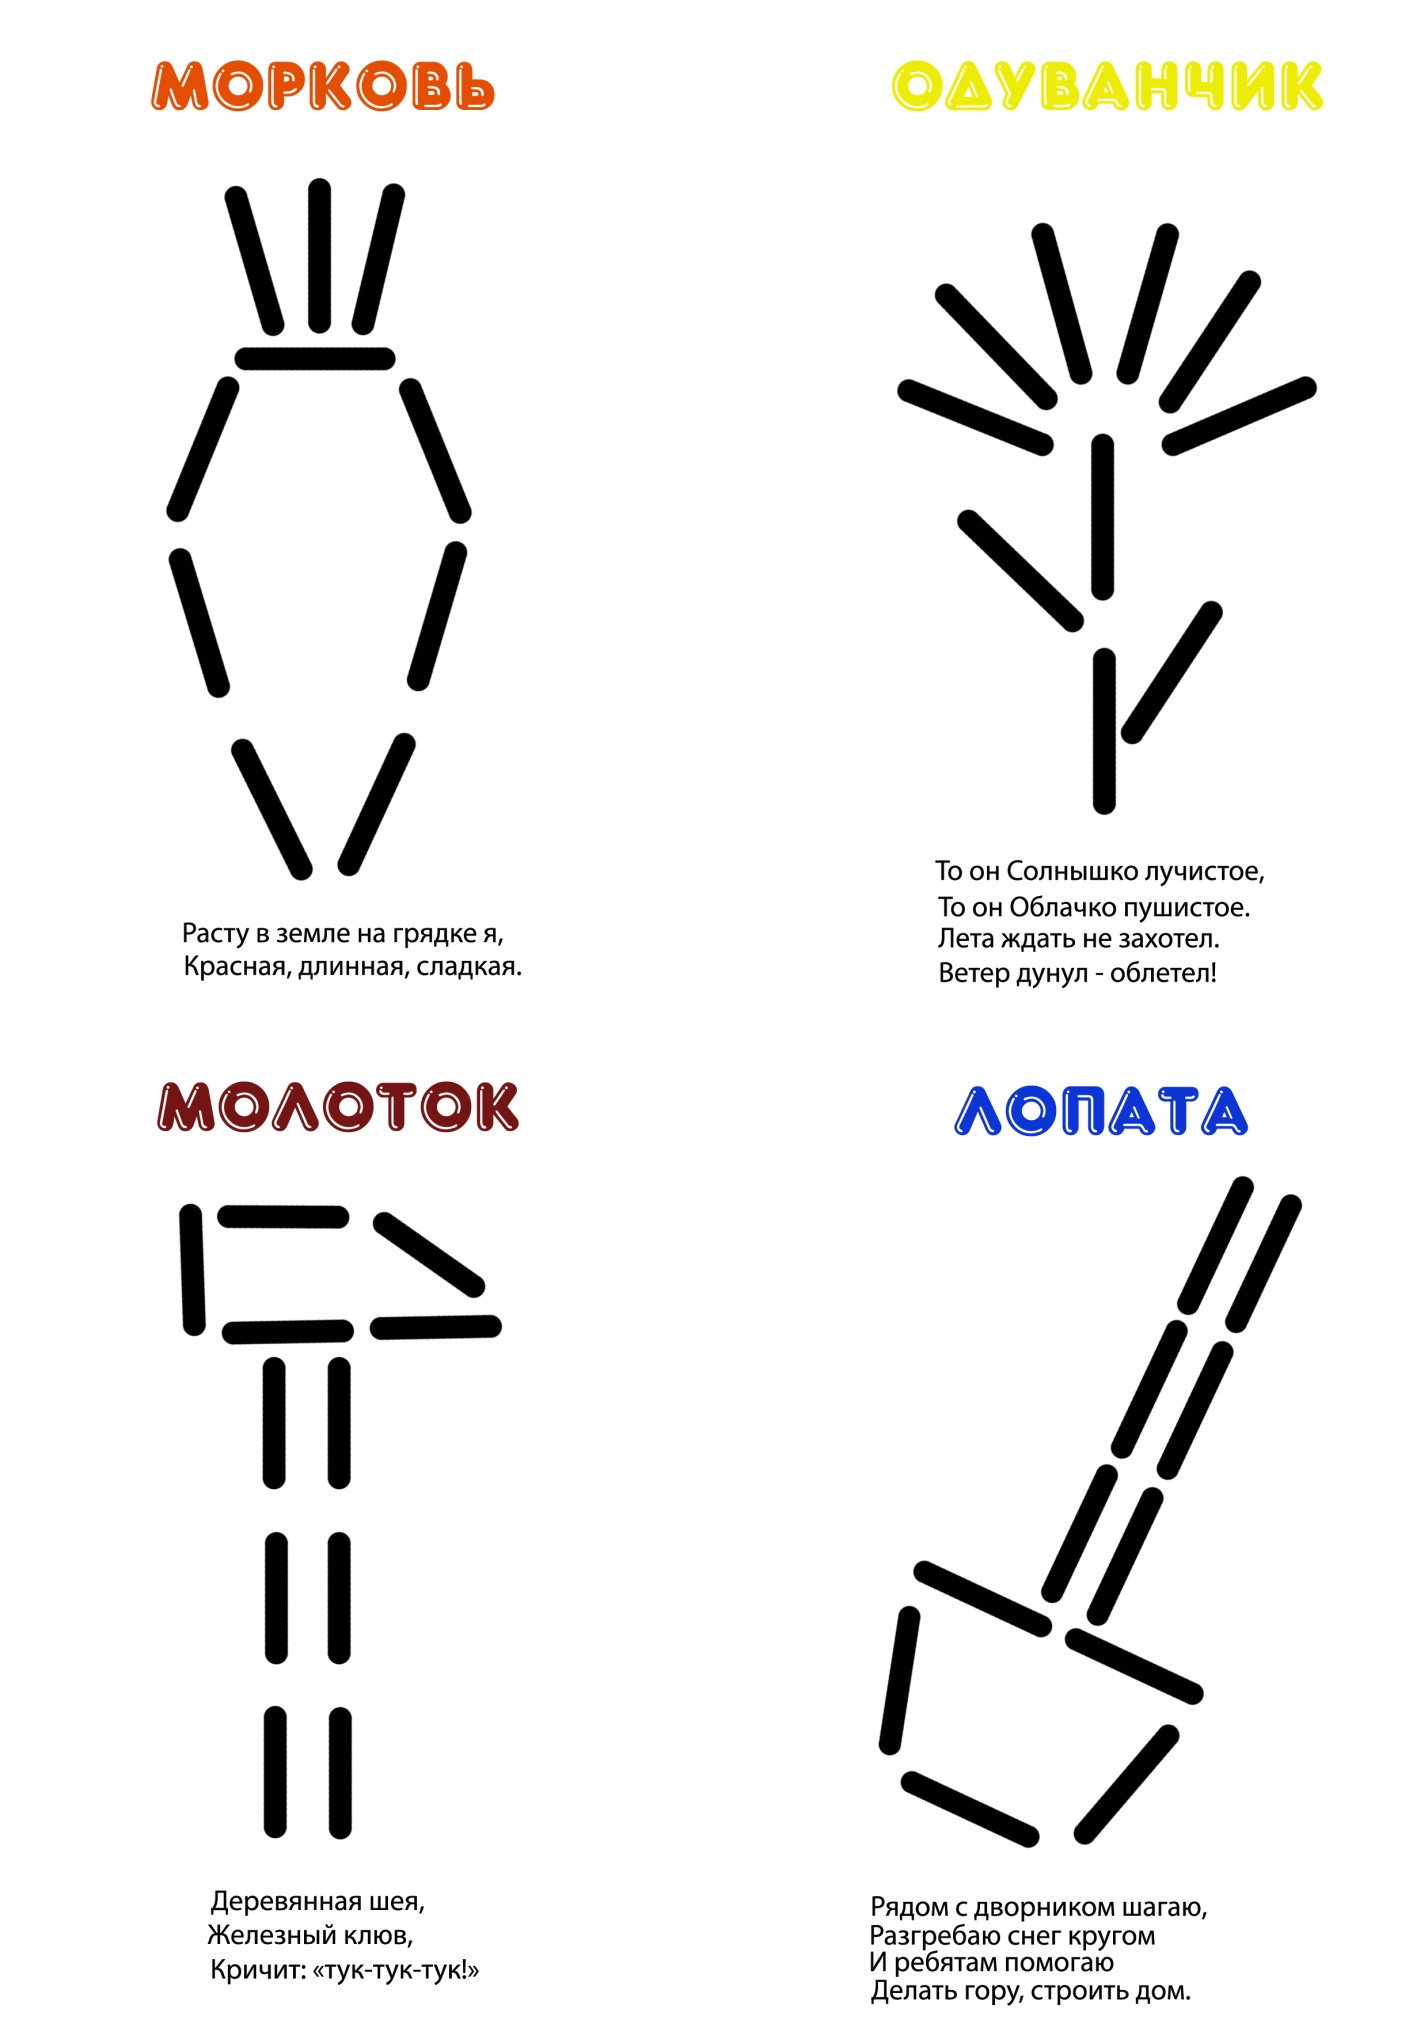 МОРКОВЬ
Расту в земле на грядке я,
Красная, длинная, сладкая.
ОДУВАНЧИК
То он Солнышко лучистое,
То он Облачко пушистое.
Лета ждать не захотел.
Ветер дунул - облетел!
МОЛОТОК
Деревянная шея,
Железный клюв,
Кричит: «тук-тук-тук!»
ЛОПАТА
Рядом с дворником шагаю,
Разгребаю снег кругом
И ребятам помогаю
Делать гору, строить дом.